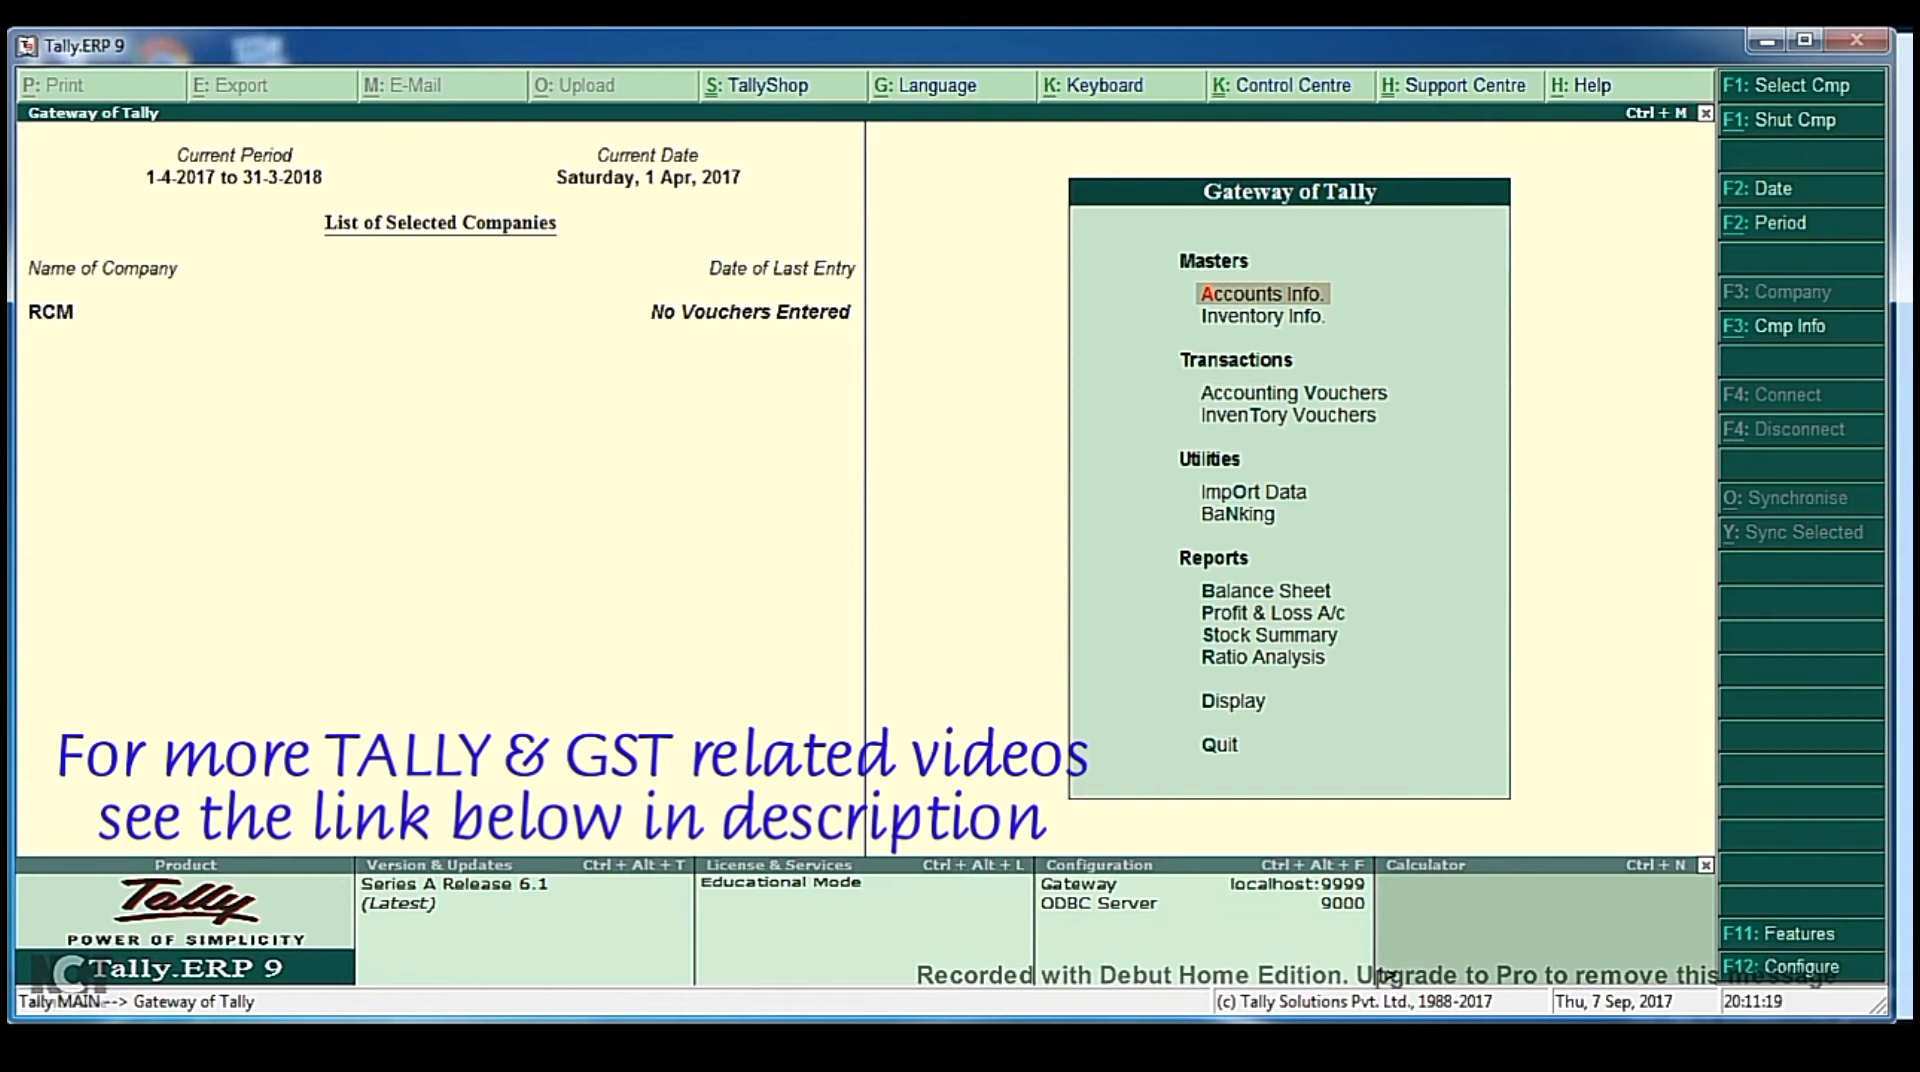 Tally.ERP 9
P: Print E: Export M: E-Mail O: Upload S: TallyShop G: Language K: Keyboard K: Control Centre H: Support Centre H: Help
Gateway of Tally Ctrl + M
Current Period Current Date
1-4-2017 to 31-3-2018 Saturday, 1 Apr, 2017
List of Selected Companies
Name of Company Date of Last Entry
RCM No Vouchers Entered
Gateway of Tally
Masters
Accounts Info.
Inventory Info.
Transactions
Accounting Vouchers
InvenTory Vouchers
Utilities
ImpOrt Data
BaNking
Reports
Balance Sheet
Profit & Loss A/c
Stock Summary
Ratio Analysis
Display
Quit
F1: Select Cmp
F1: Shut Cmp
F2: Date
F2: Period
F3: Company
F3: Cmp Info
F4: Connect
F4: Disconnect
O: Synchronise
Y: Sync Selected
F11: Features
F12: Configure
For more TALLY & GST related videos
see the link below in description
Product
Tally
POWER OF SIMPLICITY
Tally.ERP 9
Version & Updates Ctrl + Alt + T
Series A Release 6.1
(Latest)
License & Services Ctrl + Alt + L
Educational Mode
Configuration Ctrl + Alt + F
Gateway localhost:9999
ODBC Server 9000
Calculator Ctrl + N
Recorded with Debut Home Edition. Upgrade to Pro to remove this message
Tally MAIN --> Gateway of Tally (c) Tally Solutions Pvt. Ltd., 1988-2017 Thu, 7 Sep, 2017 20:11:19